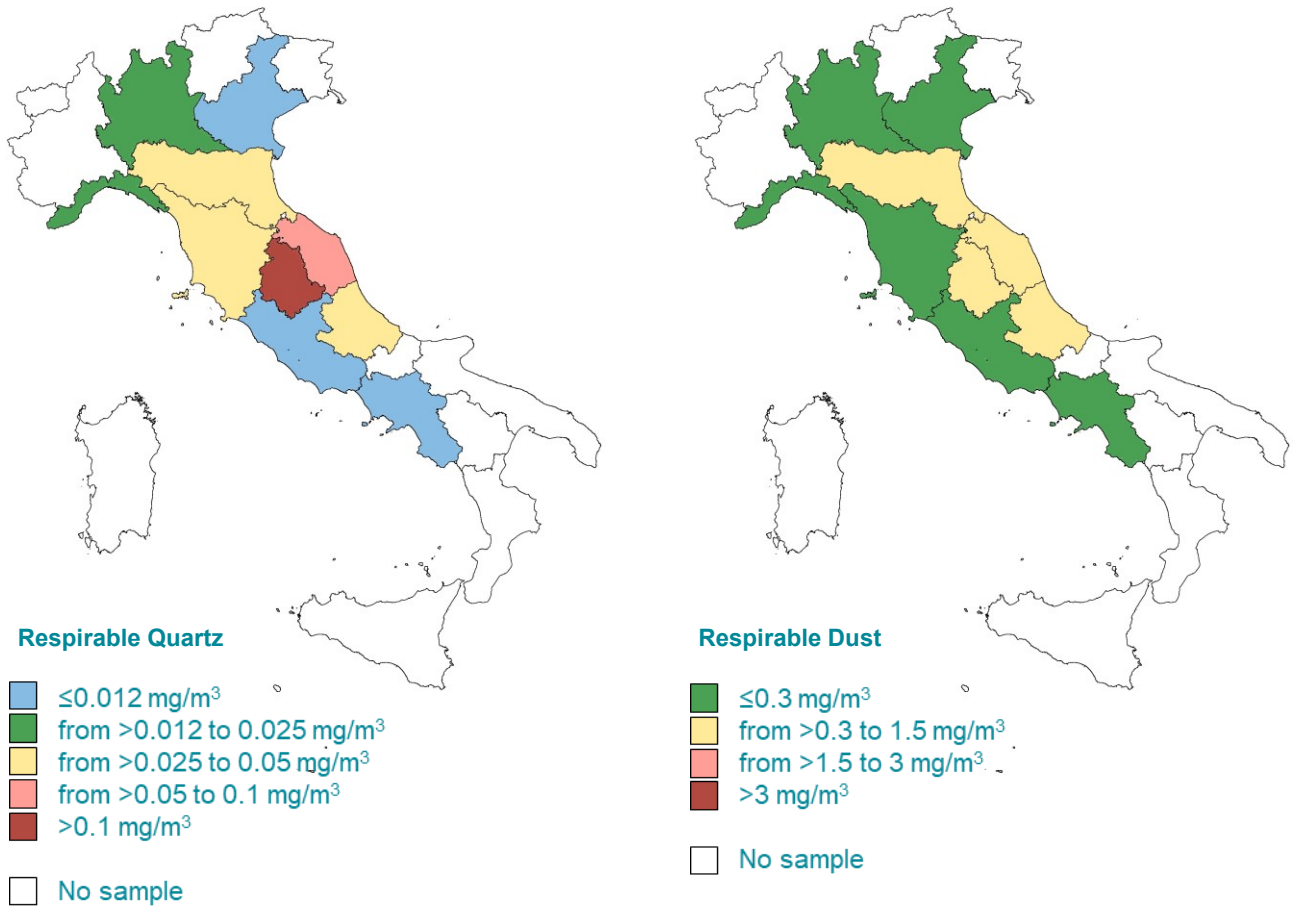 Respirable Quartz
≤0.012 mg/m³
from >0.012 to 0.025 mg/m³
from >0.025 to 0.05 mg/m³
from >0.05 to 0.1 mg/m³
>0.1 mg/m³
No sample
Respirable Dust
≤0.3 mg/m³
from >0.3 to 1.5 mg/m³
from >1.5 to 3 mg/m³
>3 mg/m³
No sample